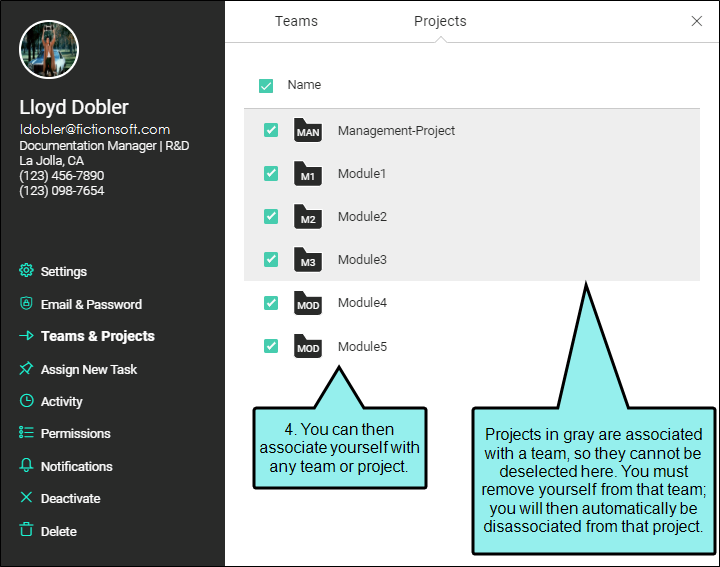 Lloyd Dobler
ldobler@fictionsoft.com
Documentation Manager | R&D
La Jolla, CA
(123) 456-7890
(123) 098-7654
Settings
Email & Password
Teams & Projects
Assign New Task
Activity
Permissions
Notifications
Deactivate
Delete
Teams Projects
Name
MAN Management-Project
M1 Module1
M2 Module2
M3 Module3
MOD Module4
MOD Module5
4. You can then
associate yourself with
any team or project.
Projects in gray are associated
with a team, so they cannot be
deselected here. You must
remove yourself from that team;
you will then automatically be
disassociated from that project.